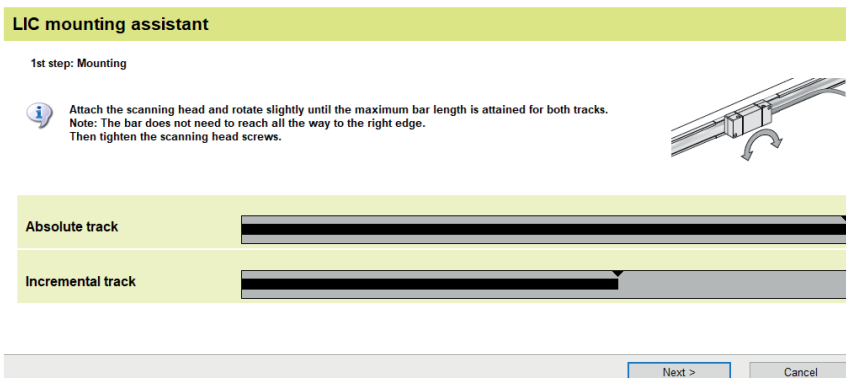 LIC mounting assistant
1st step: Mounting
Attach the scanning head and rotate slightly until the maximum bar length is attained for both tracks.
Note: The bar does not need to reach all the way to the right edge.
Then tighten the scanning head screws.
Absolute track
Incremental track
Next >
Cancel